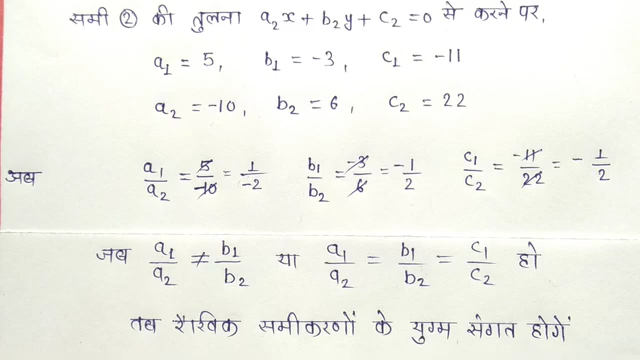 समी ② की तुलना a₂x + b₂y + c₂ = 0 से करने पर,
a₁ = 5, b₁ = -3, c₁ = -11
a₂ = -10, b₂ = 6, c₂ = 22
अब a₁/a₂ = 5/-10 = 1/-2 b₁/b₂ = -3/6 = -1/2 c₁/c₂ = -11/22 = -1/2
जब a₁/a₂ ≠ b₁/b₂ या a₁/a₂ = b₁/b₂ = c₁/c₂ हो
तब रैखिक समीकरणों के युग्म संगत होगें